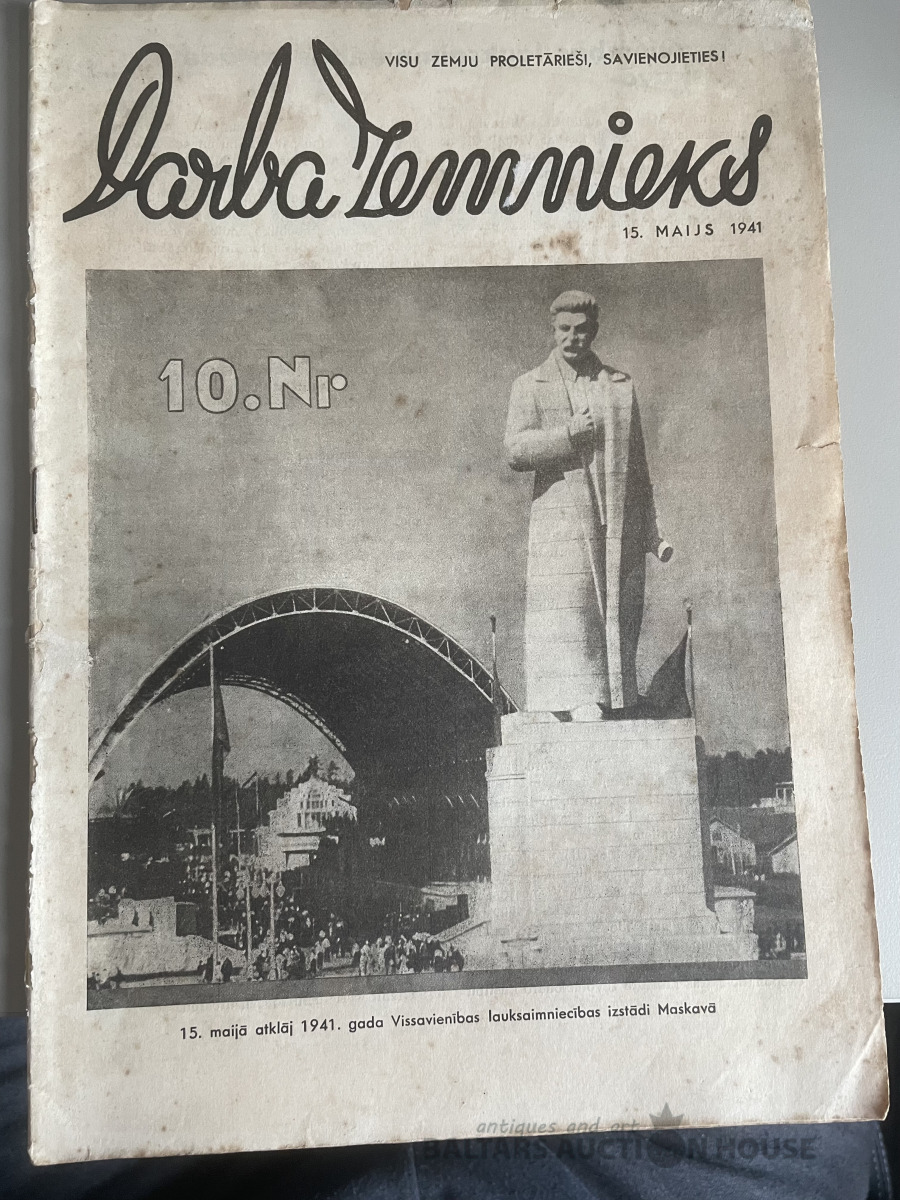 VISU ZEMJU PROLETĀRIEŠI, SAVIENOJIETIES!
Darba Zemnieks
15. MAIJS 1941
10. Nr
15. maijā atklāj 1941. gada Vissavienības lauksaimniecības izstādi Maskavā
antiques and art
BALTARS AUCTION HOUSE